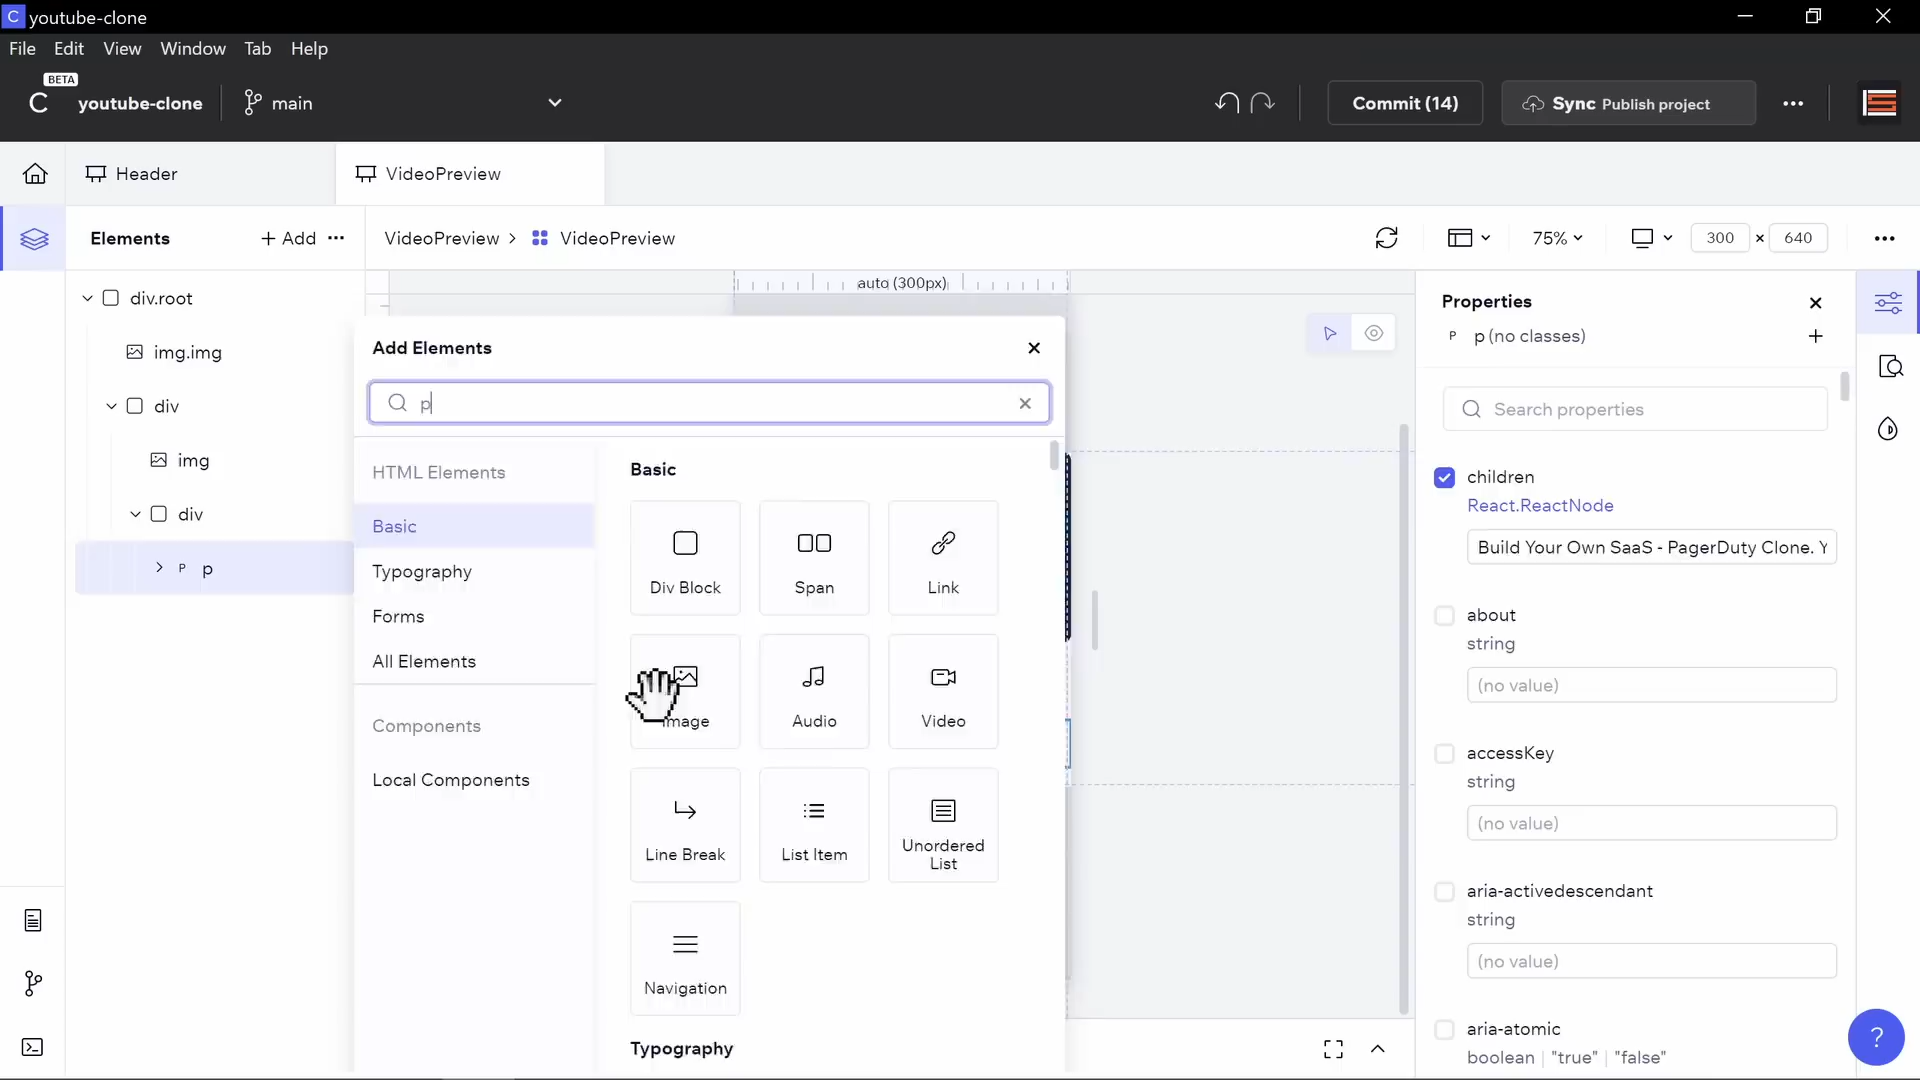 C youtube-clone
File Edit View Window Tab Help
BETA
C youtube-clone main Commit (14) Sync Publish project
Header VideoPreview
Elements + Add VideoPreview > VideoPreview 75% 300 × 640
auto (300px)
div.root
img.img
div
img
div
P p
Add Elements
p
HTML Elements
Basic
Typography
Forms
All Elements
Components
Local Components
Basic
Div Block Span Link
Image Audio Video
Line Break List Item Unordered List
Navigation
Typography
Properties
P p (no classes)
Search properties
children
React.ReactNode
Build Your Own SaaS - PagerDuty Clone. Y
about
string
(no value)
accessKey
string
(no value)
aria-activedescendant
string
(no value)
aria-atomic
boolean | "true" | "false"
?